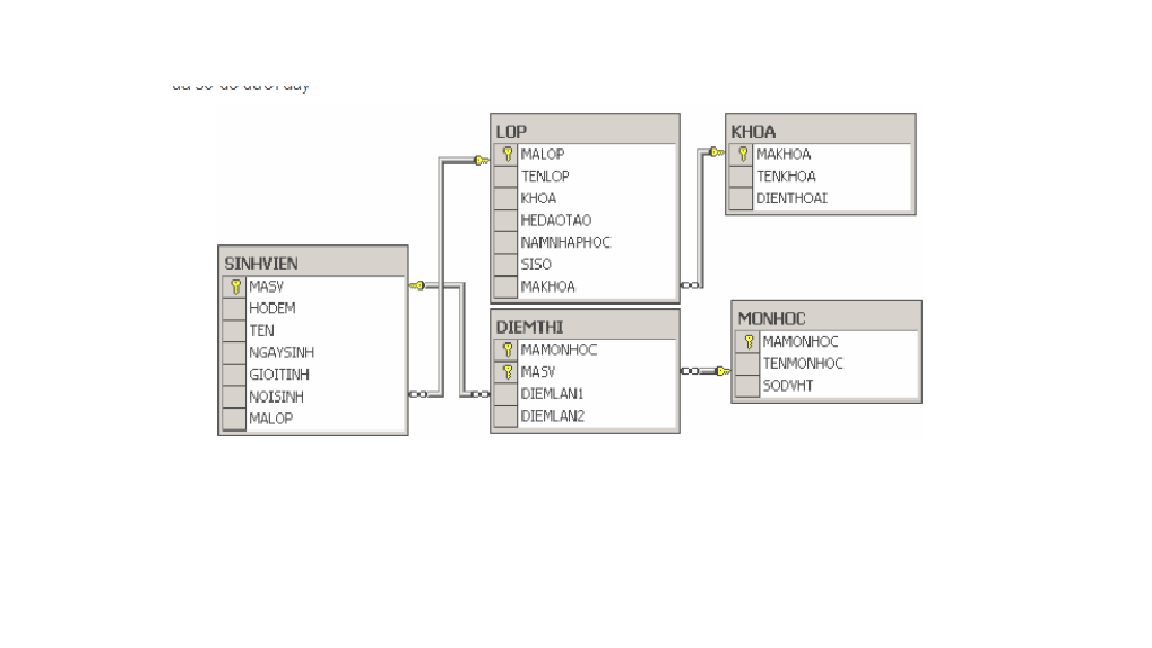 LOP
MALOP
TENLOP
KHOA
HEDAOTAO
NAMNHAPHOC
SISO
MAKHOA
KHOA
MAKHOA
TENKHOA
DIENTHOAI
SINHVIEN
MASV
HODEM
TEN
NGAYSINH
GIOITINH
NOISINH
MALOP
DIEMTHI
MAMONHOC
MASV
DIEMLAN1
DIEMLAN2
MONHOC
MAMONHOC
TENMONHOC
SODVHT